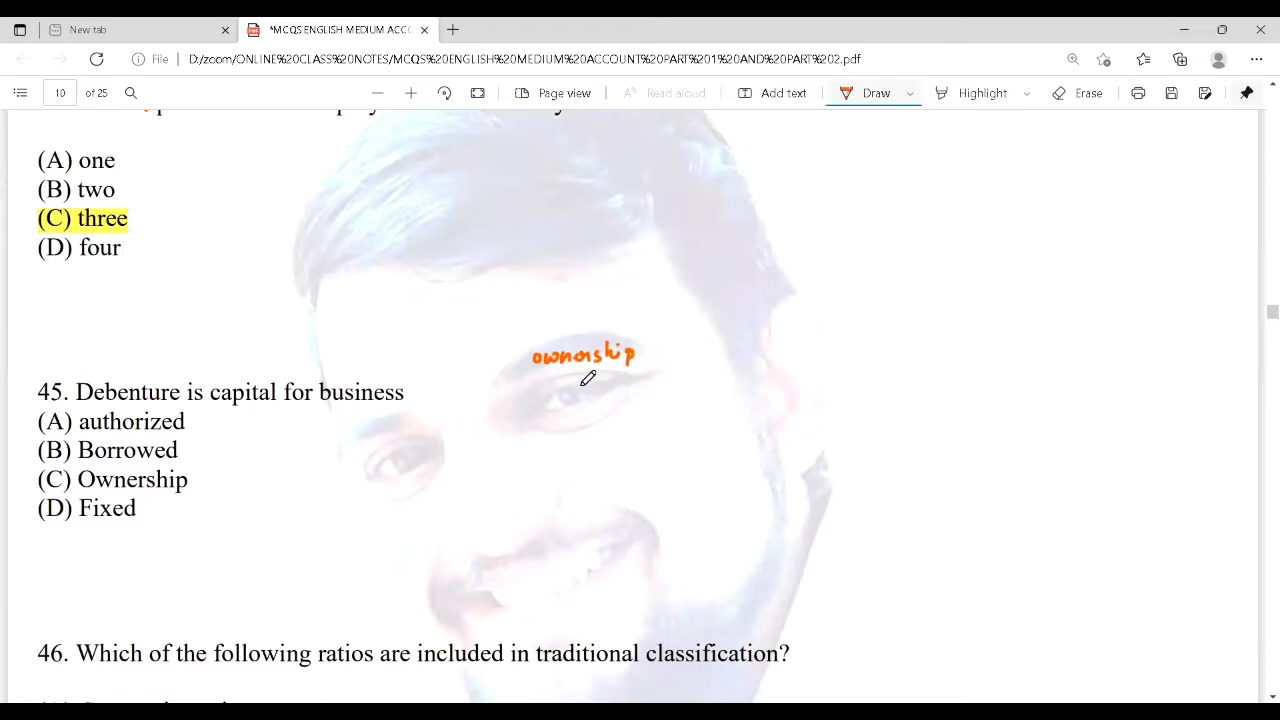 New tab
*MCQS ENGLISH MEDIUM ACCC
File
D:/zoom/ONLINE%20CLASS%20NOTES/MCQS%20ENGLISH%20MEDIUM%20ACCOUNT%20PART%201%20AND%20PART%202.pdf
10 of 25
Page view
Read aloud
Add text
Draw
Highlight
Erase
(A) one
(B) two
(C) three
(D) four
ownership
45. Debenture is capital for business
(A) authorized
(B) Borrowed
(C) Ownership
(D) Fixed
46. Which of the following ratios are included in traditional classification?